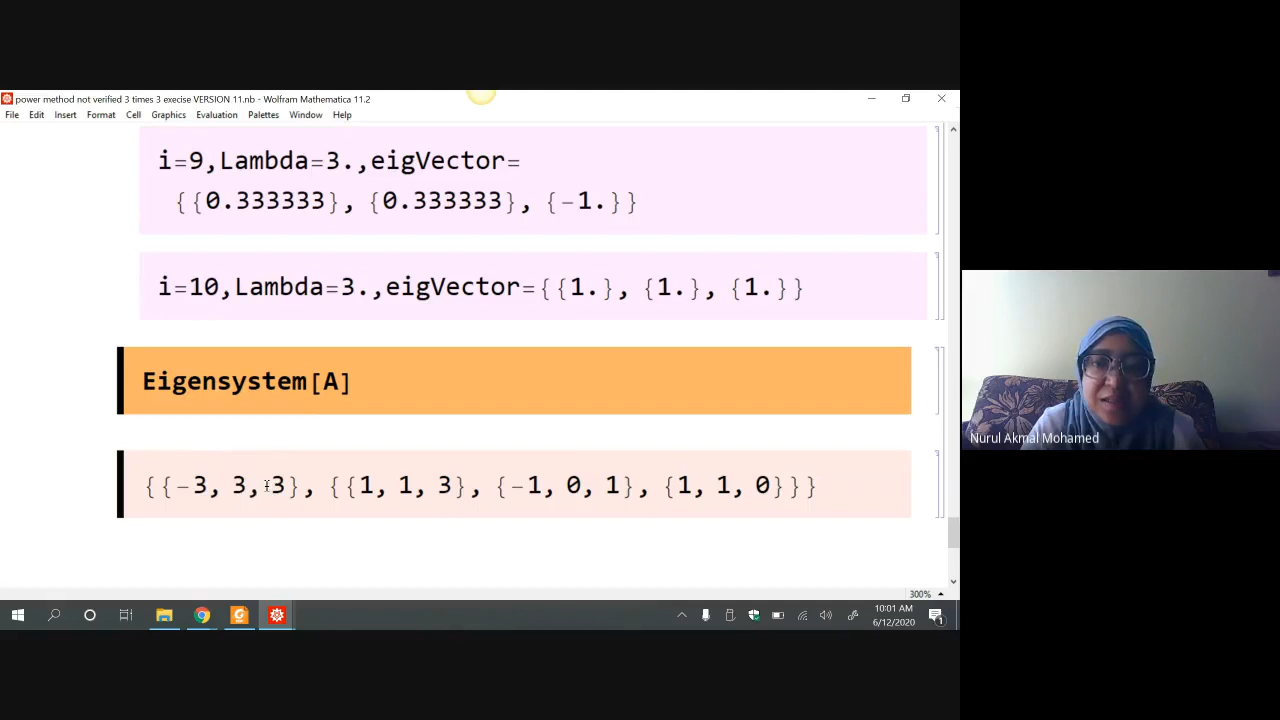 power method not verified 3 times 3 execise VERSION 11.nb - Wolfram Mathematica 11.2
File Edit Insert Format Cell Graphics Evaluation Palettes Window Help
i=9,Lambda=3.,eigVector=
{{0.333333}, {0.333333}, {-1.}}
i=10,Lambda=3.,eigVector={{1.}, {1.}, {1.}}
Eigensystem[A]
{{-3, 3, 3}, {{1, 1, 3}, {-1, 0, 1}, {1, 1, 0}}}
Nurul Akmal Mohamed
300%
10:01 AM
6/12/2020
1